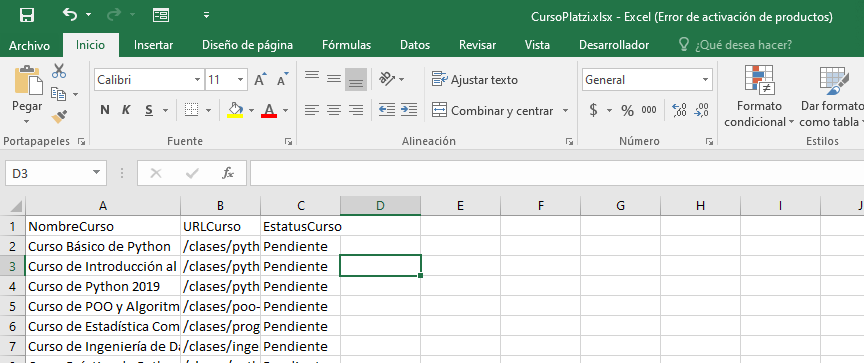 CursoPlatzi.xlsx - Excel (Error de activación de productos)
Archivo Inicio Insertar Diseño de página Fórmulas Datos Revisar Vista Desarrollador ¿Qué desea hacer?
Pegar
Calibri 11 A A
Ajustar texto
General
N K S A
Combinar y centrar
$ % 000 ,00 ,0
Formato condicional
Dar formato como tabla
Portapapeles Fuente Alineación Número Estilos
D3 fx
A B C D E F G H I J
1 NombreCurso URLCurso EstatusCurso
2 Curso Básico de Python /clases/pyth Pendiente
3 Curso de Introducción al /clases/pyth Pendiente
4 Curso de Python 2019 /clases/pyth Pendiente
5 Curso de POO y Algoritm /clases/poo- Pendiente
6 Curso de Estadística Com /clases/prog Pendiente
7 Curso de Ingeniería de Da /clases/inge Pendiente